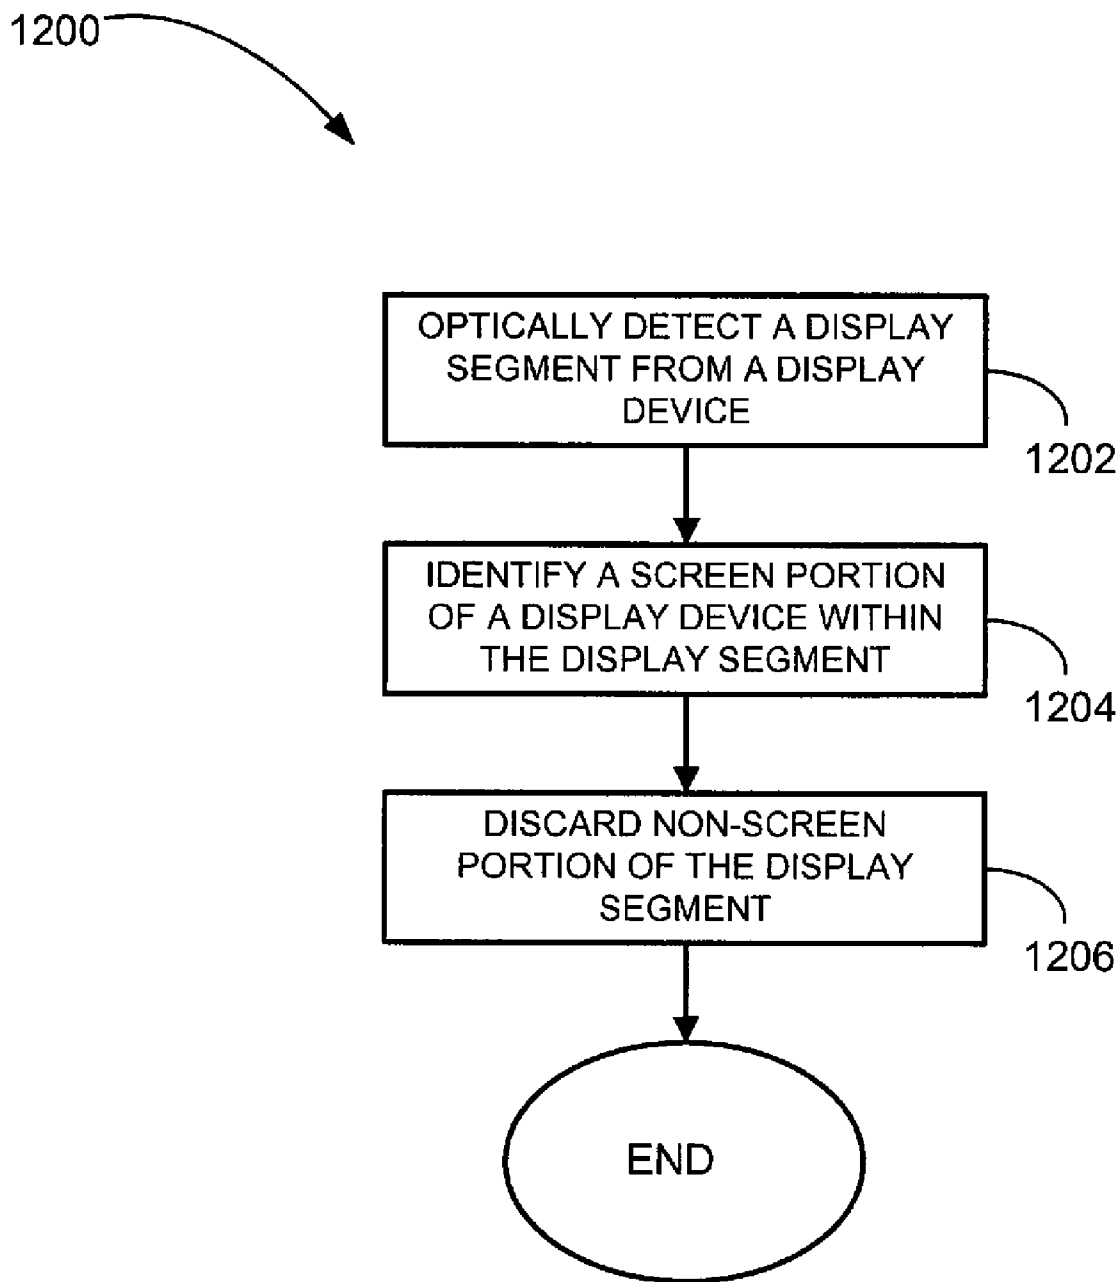 1200
OPTICALLY DETECT A DISPLAY
SEGMENT FROM A DISPLAY
DEVICE
1202
IDENTIFY A SCREEN PORTION
OF A DISPLAY DEVICE WITHIN
THE DISPLAY SEGMENT
1204
DISCARD NON-SCREEN
PORTION OF THE DISPLAY
SEGMENT
1206
END